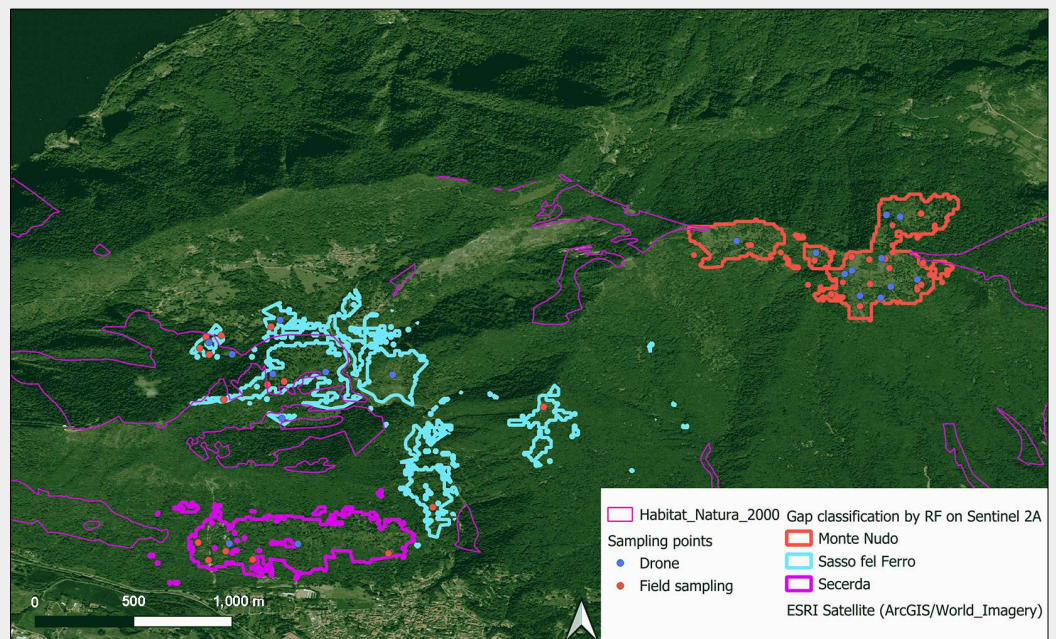 Habitat_Natura_2000
Sampling points
Drone
Field sampling
Gap classification by RF on Sentinel 2A
Monte Nudo
Sasso fel Ferro
Secerda
ESRI Satellite (ArcGIS/World_Imagery)
0 500 1,000 m